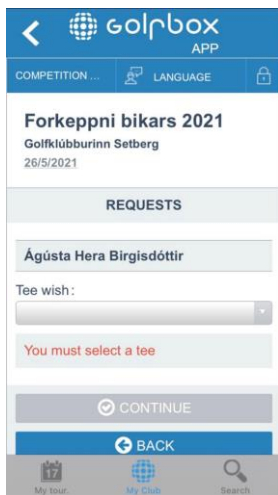 GOLFBOX
APP
COMPETITION ...
LANGUAGE
Forkeppni bikars 2021
Golfklúbburinn Setberg
26/5/2021
REQUESTS
Ágústa Hera Birgisdóttir
Tee wish :
You must select a tee
CONTINUE
BACK
17
My tour.
My Club
Search